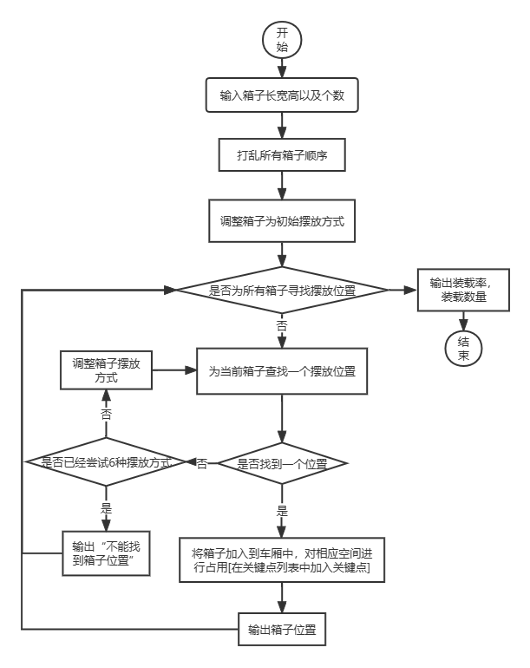 开
始
输入箱子长宽高以及个数
打乱所有箱子顺序
调整箱子为初始摆放方式
是否为所有箱子寻找摆放位置
输出装载率，
装载数量
结
束
否
为当前箱子查找一个摆放位置
调整箱子摆放
方式
否
是否已经尝试6种摆放方式
否
是否找到一个位置
是
输出“不能找
到箱子位置”
是
将箱子加入到车厢中，对相应空间进
行占用[在关键点列表中加入关键点]
输出箱子位置